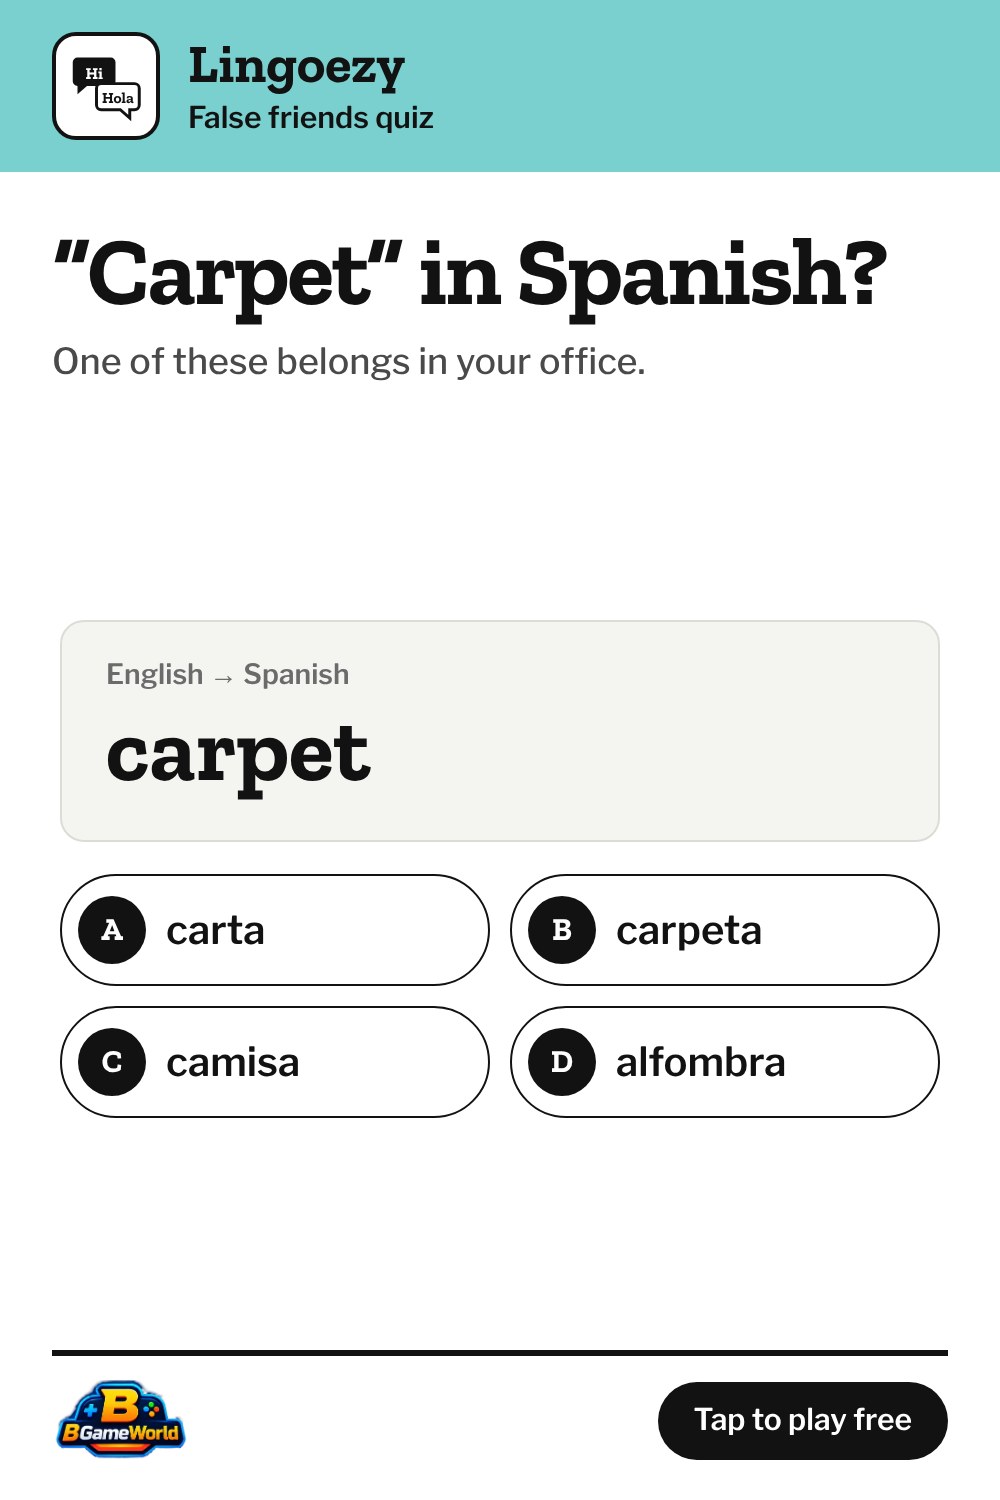 Hi
Hola
Lingoezy
False friends quiz
"Carpet" in Spanish?
One of these belongs in your office.
English → Spanish
carpet
A carta
B carpeta
C camisa
D alfombra
B
BGameWorld
Tap to play free